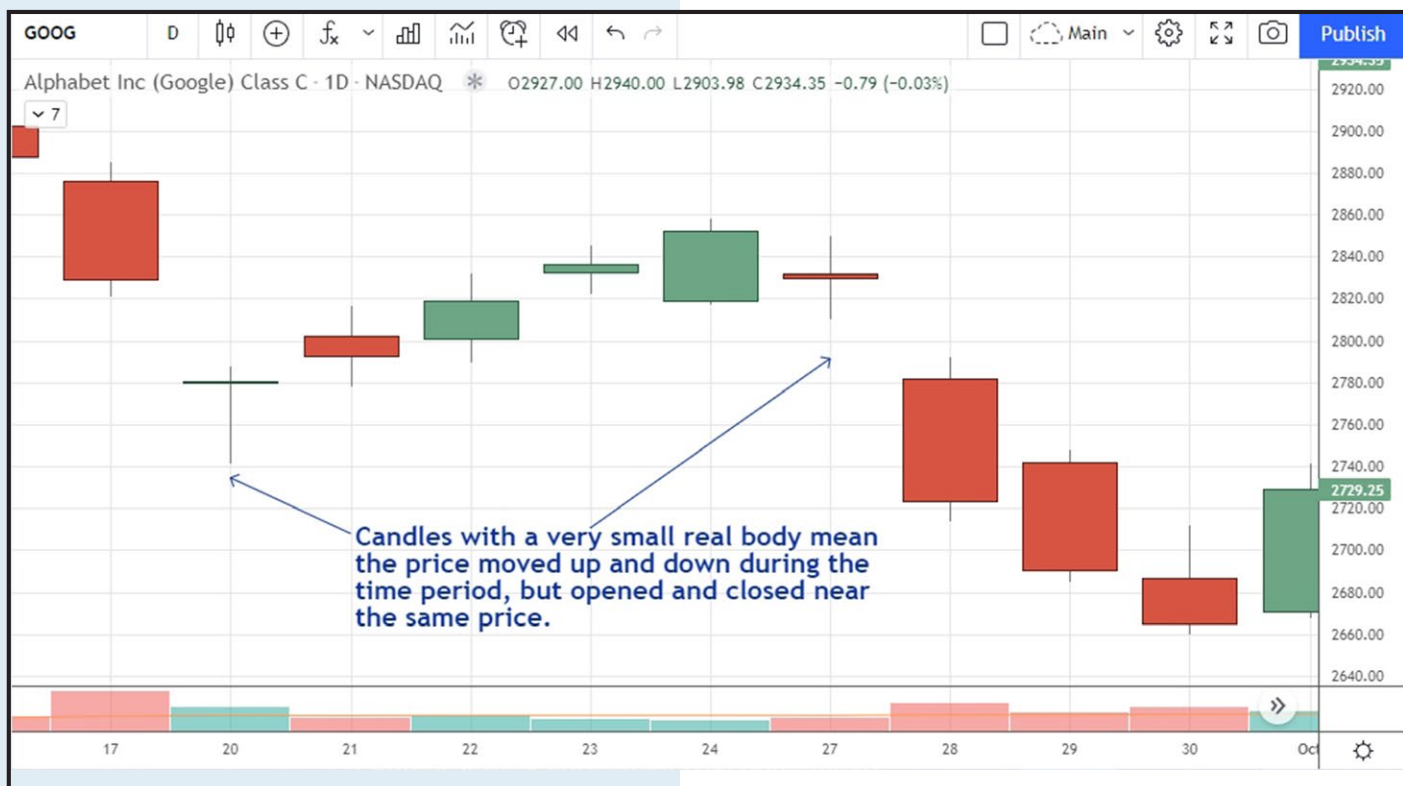 GOOG D Main Publish
Alphabet Inc (Google) Class C · 1D · NASDAQ O2927.00 H2940.00 L2903.98 C2934.35 −0.79 (−0.03%)
7
2934.35
2920.00
2900.00
2880.00
2860.00
2840.00
2820.00
2800.00
2780.00
2760.00
2740.00
2729.25
2720.00
2700.00
2680.00
2660.00
2640.00
Candles with a very small real body mean
the price moved up and down during the
time period, but opened and closed near
the same price.
17 20 21 22 23 24 27 28 29 30 Oct